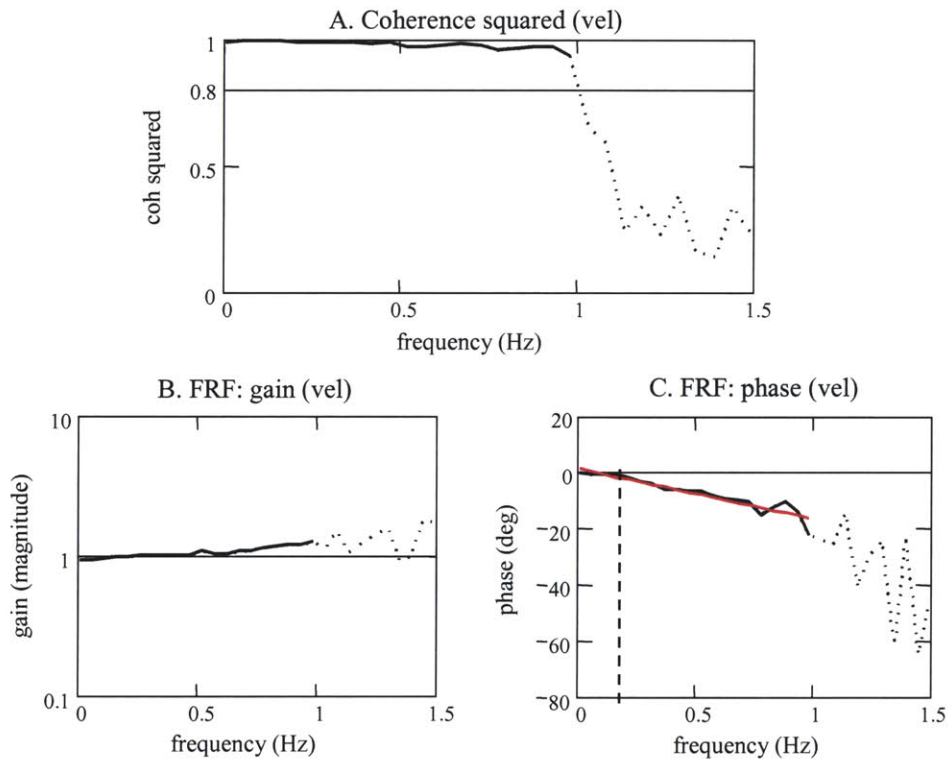 A. Coherence squared (vel)
1
0.8
0.5
0
coh squared
0
0.5
1
1.5
frequency (Hz)
B. FRF: gain (vel)
10
1
0.1
gain (magnitude)
0
0.5
1
1.5
frequency (Hz)
C. FRF: phase (vel)
20
0
−20
−40
−60
−80
phase (deg)
0
0.5
1
1.5
frequency (Hz)